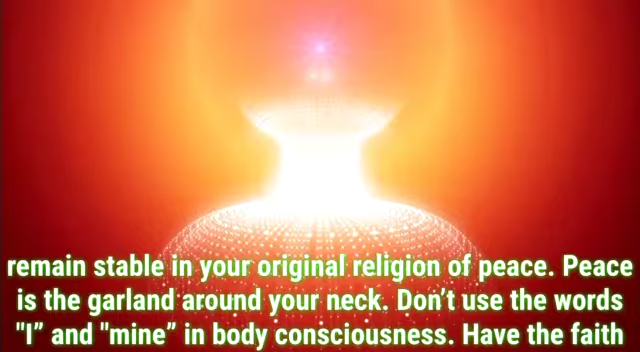 remain stable in your original religion of peace. Peace
is the garland around your neck. Don’t use the words
"I” and "mine” in body consciousness. Have the faith